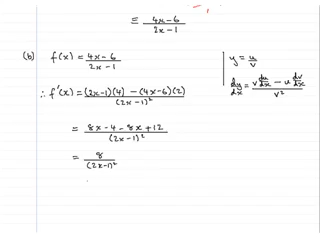 ≡ 4x-6 / 2x-1
(b) f(x) = 4x-6 / 2x-1
y = u/v
∴ f'(x) = (2x-1)(4) - (4x-6)(2) / (2x-1)²
dy/dx = v du/dx - u dv/dx / v²
= 8x - 4 - 8x + 12 / (2x-1)²
= 8 / (2x-1)²